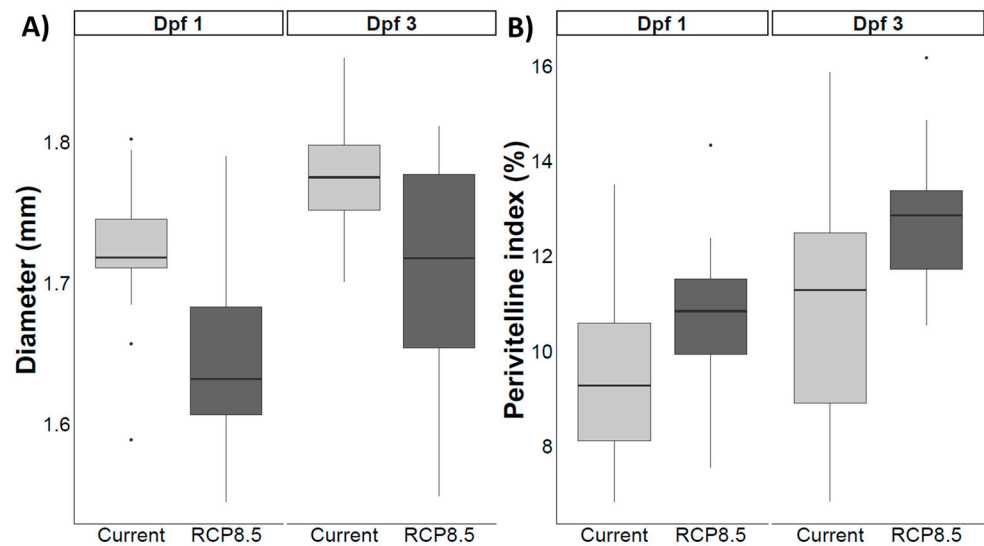 A)
Dpf 1
Dpf 3
Diameter (mm)
1.8
1.7
1.6
Current
RCP8.5
Current
RCP8.5
B)
Dpf 1
Dpf 3
Perivitelline index (%)
16
14
12
10
8
Current
RCP8.5
Current
RCP8.5